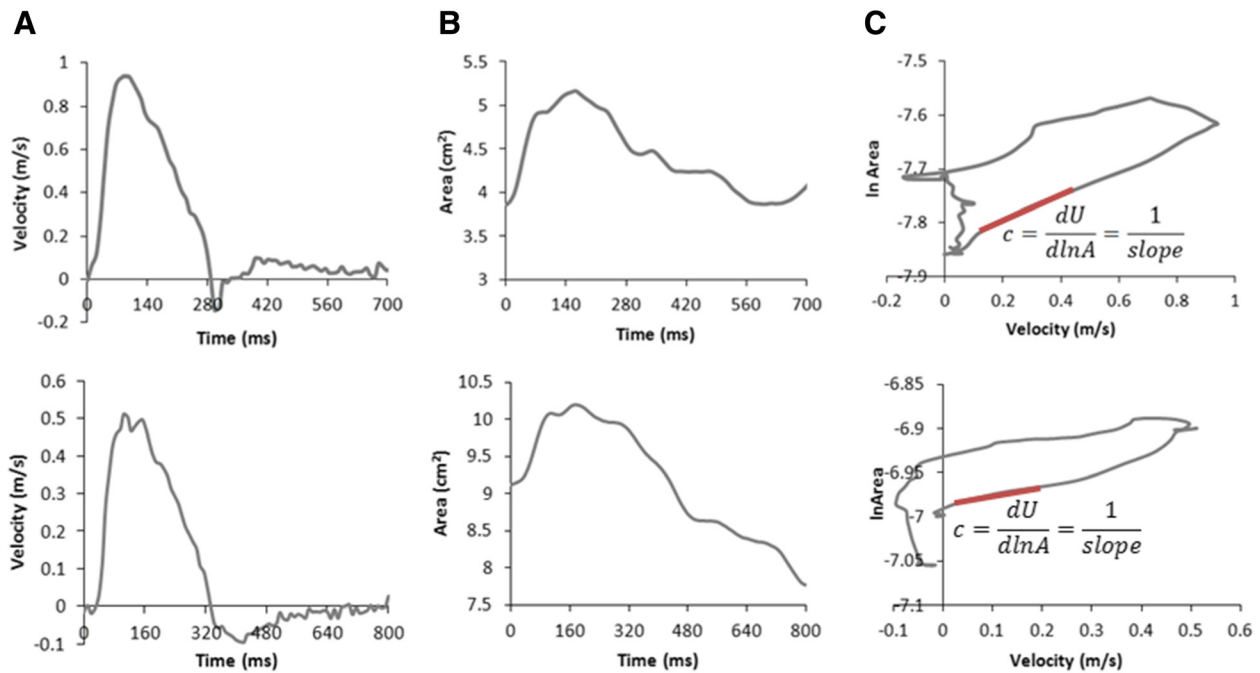 A
B
C
1
0.8
0.6
0.4
0.2
0
-0.2
Velocity (m/s)
0 140 280 420 560 700
Time (ms)
5.5
5
4.5
4
3.5
3
Area (cm²)
0 140 280 420 560 700
Time (ms)
-7.5
-7.6
-7.7
-7.8
-7.9
ln Area
c = dU/dlnA = 1/slope
-0.2 0 0.2 0.4 0.6 0.8 1
Velocity (m/s)
0.6
0.5
0.4
0.3
0.2
0.1
0
-0.1
Velocity (m/s)
0 160 320 480 640 800
Time (ms)
10.5
10
9.5
9
8.5
8
7.5
Area (cm²)
0 160 320 480 640 800
Time (ms)
-6.85
-6.9
-6.95
-7
-7.05
-7.1
lnArea
c = dU/dlnA = 1/slope
-0.1 0 0.1 0.2 0.3 0.4 0.5 0.6
Velocity (m/s)